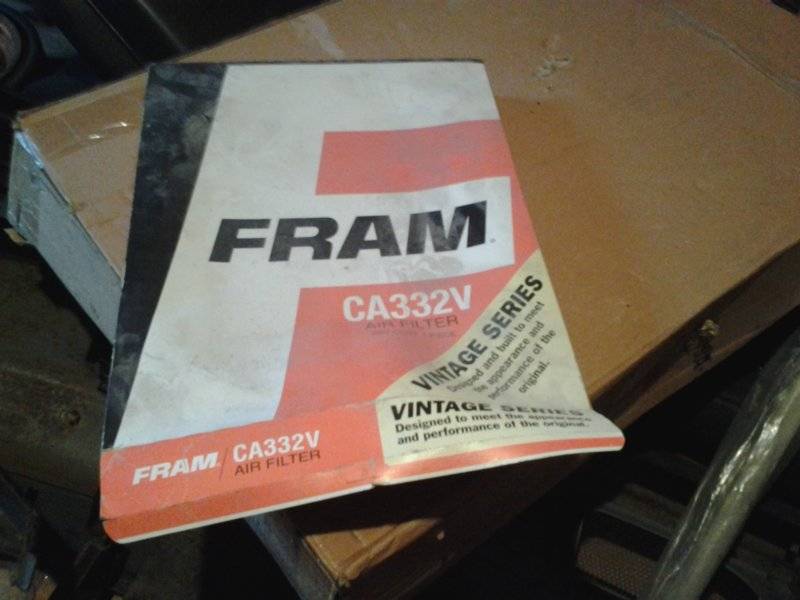 FRAM
CA332V
AIR FILTER
VINTAGE SERIES
Designed and built to meet
the appearance and
performance of the
original.
VINTAGE SERIES
Designed to meet the appearance
and performance of the original.
FRAM / CA332V
AIR FILTER